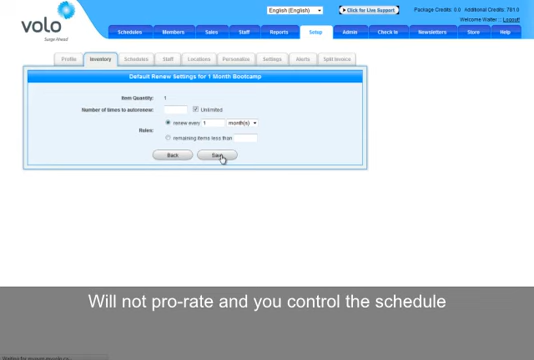 volo
Surge Ahead
English (English)
Click for Live Support
Package Credits: 0.0 Additional Credits: 781.0
Welcome Walter | Logout
Schedules Members Sales Staff Reports Setup Admin Check In Newsletters Store Help
Profile Inventory Schedules Staff Locations Personalise Settings Alerts Split Invoice
Default Renew Settings for 1 Month Bootcamp
Item Quantity: 1
Number of times to autorenew: Unlimited
Rules: renew every 1 month(s)
remaining items less than
Back Save
Will not pro-rate and you control the schedule